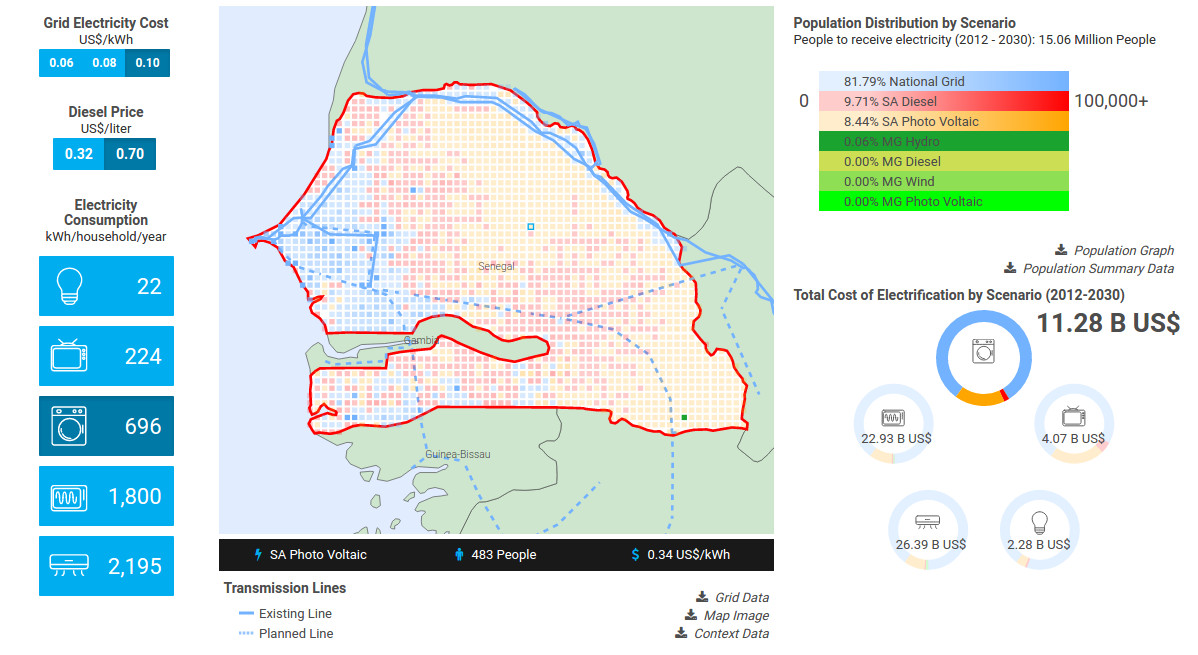 Grid Electricity Cost
US$/kWh
0.06 0.08 0.10
Diesel Price
US$/liter
0.32 0.70
Electricity
Consumption
kWh/household/year
22
224
696
1,800
2,195
Senegal
Gambia
Guinea-Bissau
SA Photo Voltaic 483 People $ 0.34 US$/kWh
Transmission Lines
Existing Line
Planned Line
Grid Data
Map Image
Context Data
Population Distribution by Scenario
People to receive electricity (2012 - 2030): 15.06 Million People
81.79% National Grid
0 9.71% SA Diesel 100,000+
8.44% SA Photo Voltaic
0.06% MG Hydro
0.00% MG Diesel
0.00% MG Wind
0.00% MG Photo Voltaic
Population Graph
Population Summary Data
Total Cost of Electrification by Scenario (2012-2030)
11.28 B US$
22.93 B US$ 4.07 B US$
26.39 B US$ 2.28 B US$